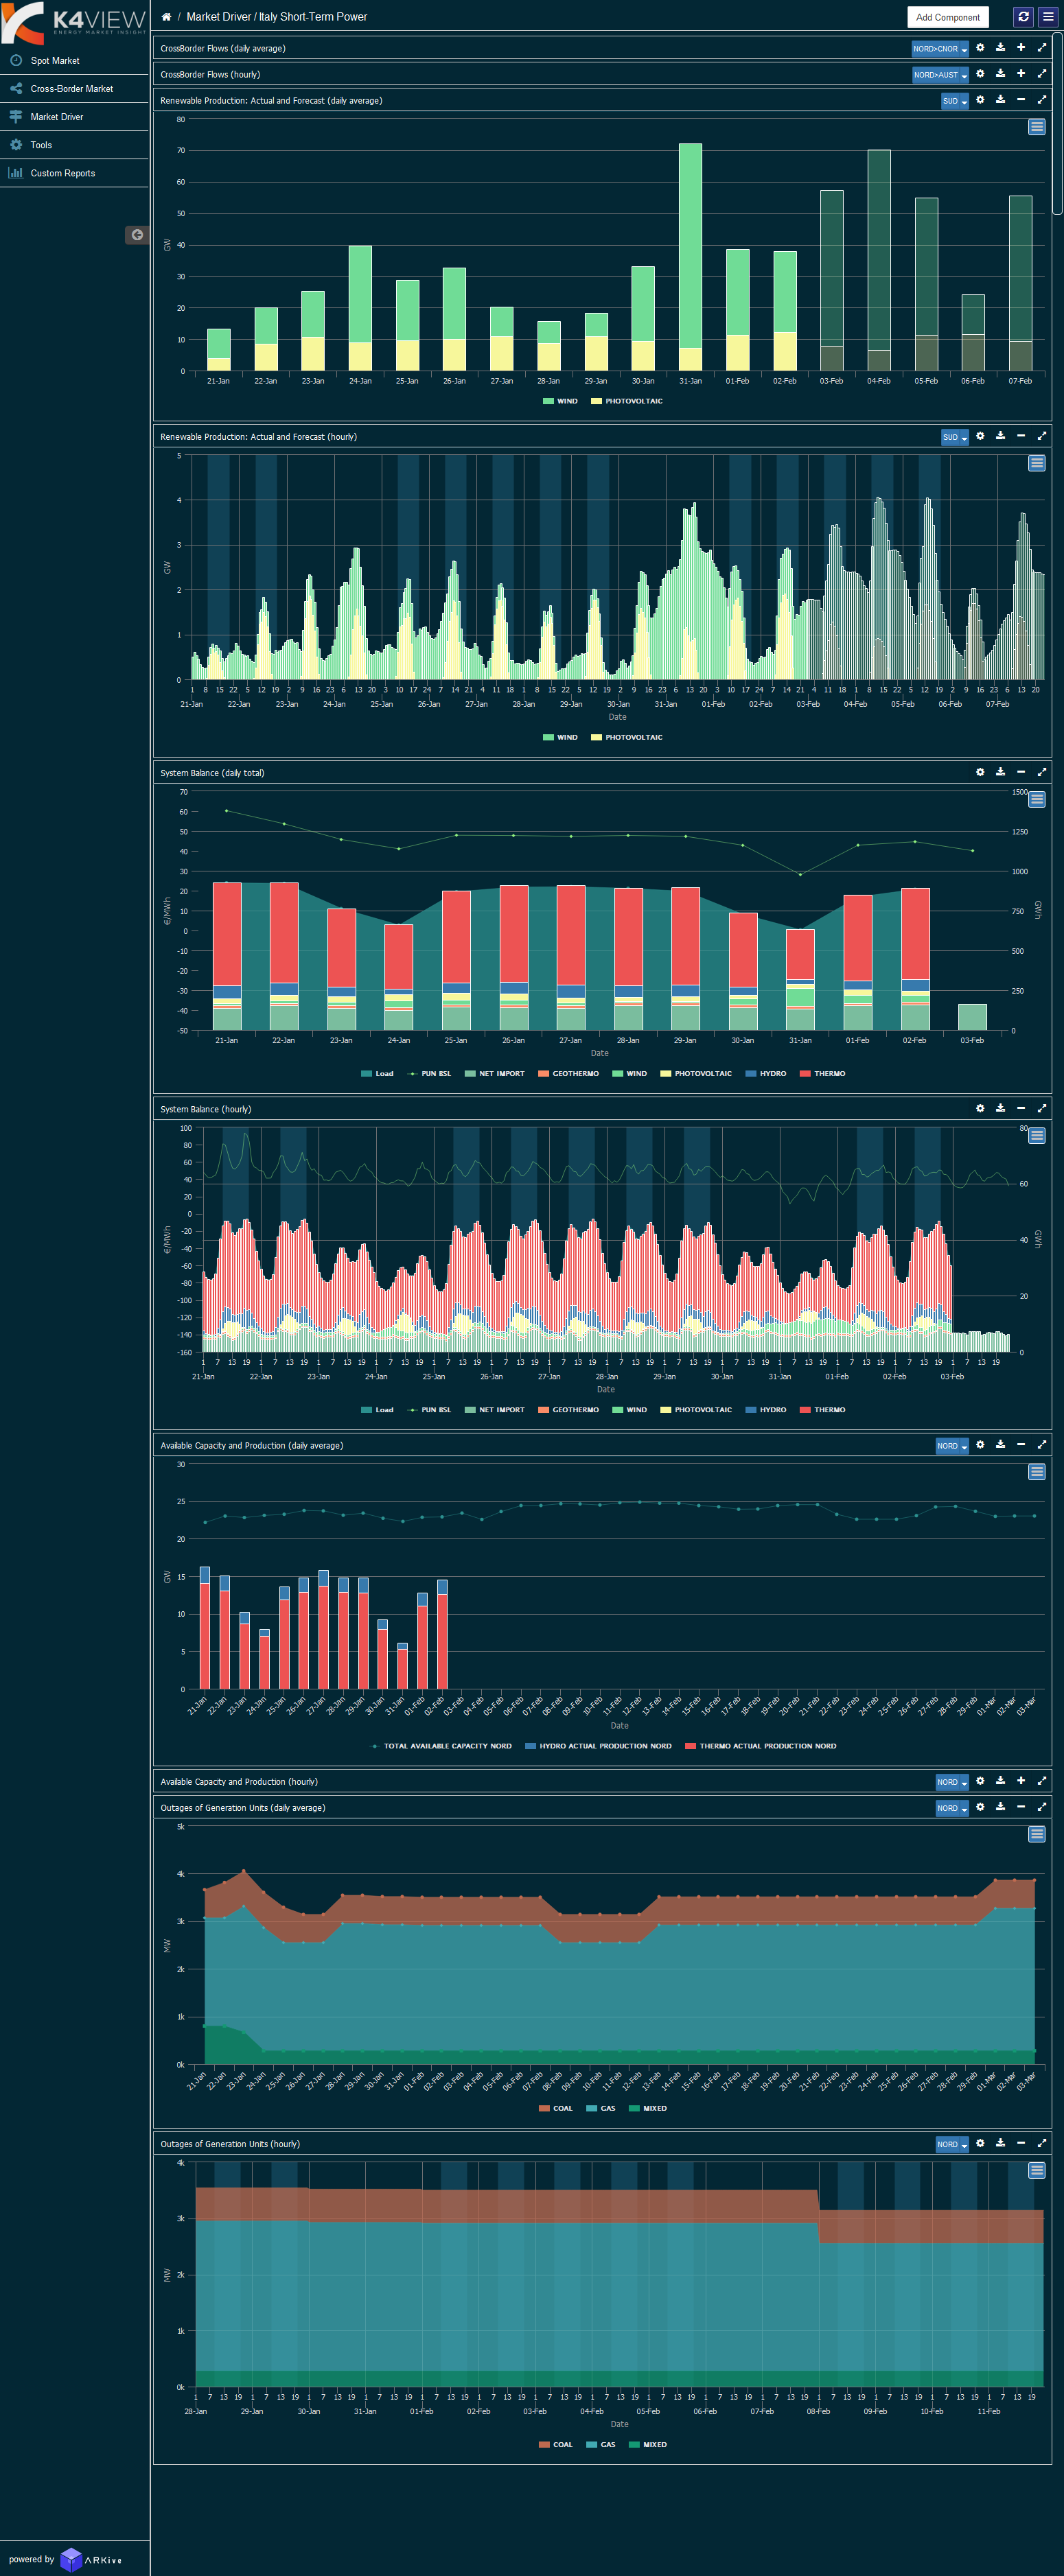 K4VIEW
ENERGY MARKET INSIGHT
Market Driver / Italy Short-Term Power
Add Component
Spot Market
Cross-Border Market
Market Driver
Tools
Custom Reports
CrossBorder Flows (daily average)
NORD>CNOR
CrossBorder Flows (hourly)
NORD>AUST
Renewable Production: Actual and Forecast (daily average)
SUD
80
70
60
50
40
30
20
10
0
GW
21-Jan 22-Jan 23-Jan 24-Jan 25-Jan 26-Jan 27-Jan 28-Jan 29-Jan 30-Jan 31-Jan 01-Feb 02-Feb 03-Feb 04-Feb 05-Feb 06-Feb 07-Feb
WIND PHOTOVOLTAIC
Renewable Production: Actual and Forecast (hourly)
SUD
5
4
3
2
1
0
GW
1 8 15 22 5 12 19 2 9 16 23 6 13 20 3 10 17 24 7 14 21 4 11 18 1 8 15 22 5 12 19 2 9 16 23 6 13 20 3 10 17 24 7 14 21 4 11 18 1 8 15 22 5 12 19 2 9 16 23 6 13 20
21-Jan 22-Jan 23-Jan 24-Jan 25-Jan 26-Jan 27-Jan 28-Jan 29-Jan 30-Jan 31-Jan 01-Feb 02-Feb 03-Feb 04-Feb 05-Feb 06-Feb 07-Feb
Date
WIND PHOTOVOLTAIC
System Balance (daily total)
70
60
50
40
30
20
10
0
-10
-20
-30
-40
-50
€/MWh
1500
1250
1000
750
500
250
0
GWh
21-Jan 22-Jan 23-Jan 24-Jan 25-Jan 26-Jan 27-Jan 28-Jan 29-Jan 30-Jan 31-Jan 01-Feb 02-Feb 03-Feb
Date
Load PUN BSL NET IMPORT GEOTHERMO WIND PHOTOVOLTAIC HYDRO THERMO
System Balance (hourly)
100
80
60
40
20
0
-20
-40
-60
-80
-100
-120
-140
-160
€/MWh
80
60
40
20
0
GWh
1 7 13 19 1 7 13 19 1 7 13 19 1 7 13 19 1 7 13 19 1 7 13 19 1 7 13 19 1 7 13 19 1 7 13 19 1 7 13 19 1 7 13 19 1 7 13 19 1 7 13 19 1 7 13 19
21-Jan 22-Jan 23-Jan 24-Jan 25-Jan 26-Jan 27-Jan 28-Jan 29-Jan 30-Jan 31-Jan 01-Feb 02-Feb 03-Feb
Date
Load PUN BSL NET IMPORT GEOTHERMO WIND PHOTOVOLTAIC HYDRO THERMO
Available Capacity and Production (daily average)
NORD
30
25
20
15
10
5
0
GW
21-Jan 22-Jan 23-Jan 24-Jan 25-Jan 26-Jan 27-Jan 28-Jan 29-Jan 30-Jan 31-Jan 01-Feb 02-Feb 03-Feb 04-Feb 05-Feb 06-Feb 07-Feb 08-Feb 09-Feb 10-Feb 11-Feb 12-Feb 13-Feb 14-Feb 15-Feb 16-Feb 17-Feb 18-Feb 19-Feb 20-Feb 21-Feb 22-Feb 23-Feb 24-Feb 25-Feb 26-Feb 27-Feb 28-Feb 29-Feb 01-Mar 02-Mar 03-Mar
Date
TOTAL AVAILABLE CAPACITY NORD HYDRO ACTUAL PRODUCTION NORD THERMO ACTUAL PRODUCTION NORD
Available Capacity and Production (hourly)
NORD
Outages of Generation Units (daily average)
NORD
5k
4k
3k
2k
1k
0k
MW
21-Jan 22-Jan 23-Jan 24-Jan 25-Jan 26-Jan 27-Jan 28-Jan 29-Jan 30-Jan 31-Jan 01-Feb 02-Feb 03-Feb 04-Feb 05-Feb 06-Feb 07-Feb 08-Feb 09-Feb 10-Feb 11-Feb 12-Feb 13-Feb 14-Feb 15-Feb 16-Feb 17-Feb 18-Feb 19-Feb 20-Feb 21-Feb 22-Feb 23-Feb 24-Feb 25-Feb 26-Feb 27-Feb 28-Feb 29-Feb 01-Mar 02-Mar 03-Mar
COAL GAS MIXED
Outages of Generation Units (hourly)
NORD
4k
3k
2k
1k
0k
MW
1 7 13 19 1 7 13 19 1 7 13 19 1 7 13 19 1 7 13 19 1 7 13 19 1 7 13 19 1 7 13 19 1 7 13 19 1 7 13 19 1 7 13 19 1 7 13 19 1 7 13 19 1 7 13 19 1 7 13 19
28-Jan 29-Jan 30-Jan 31-Jan 01-Feb 02-Feb 03-Feb 04-Feb 05-Feb 06-Feb 07-Feb 08-Feb 09-Feb 10-Feb 11-Feb
Date
COAL GAS MIXED
powered by ARKive